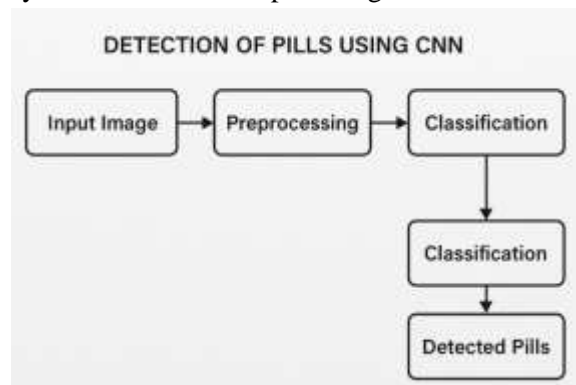 DETECTION OF PILLS USING CNN
Input Image
Preprocessing
Classification
Classification
Detected Pills